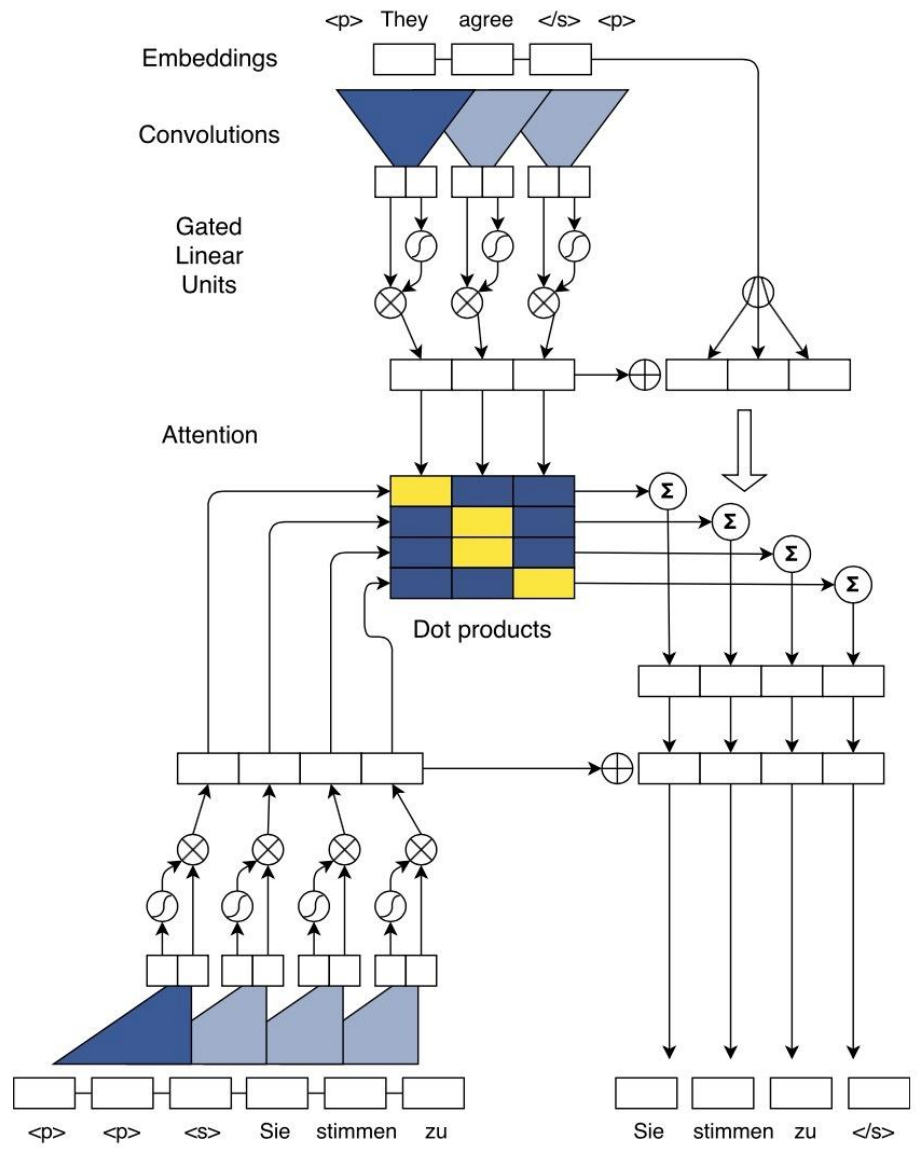 <p> They agree </s> <p>
Embeddings
Convolutions
Gated
Linear
Units
Attention
Σ
Σ
Σ
Σ
Dot products
<p> <p> <s> Sie stimmen zu
Sie stimmen zu </s>